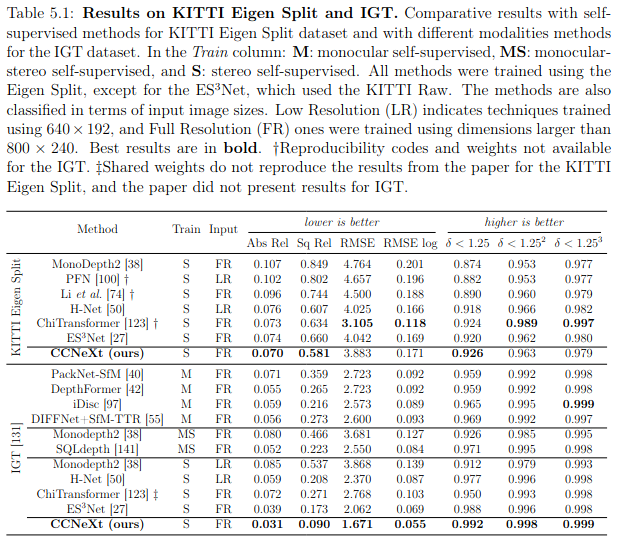 Table 5.1: Results on KITTI Eigen Split and IGT. Comparative results with self-
supervised methods for KITTI Eigen Split dataset and with different modalities methods
for the IGT dataset. In the Train column: M: monocular self-supervised, MS: monocular-
stereo self-supervised, and S: stereo self-supervised. All methods were trained using the
Eigen Split, except for the ES³Net, which used the KITTI Raw. The methods are also
classified in terms of input image sizes. Low Resolution (LR) indicates techniques trained
using 640 × 192, and Full Resolution (FR) ones were trained using dimensions larger than
800 × 240. Best results are in bold. †Reproducibility codes and weights not available
for the IGT. ‡Shared weights do not reproduce the results from the paper for the KITTI
Eigen Split, and the paper did not present results for IGT.
Method Train Input lower is better higher is better
Abs Rel Sq Rel RMSE RMSE log δ < 1.25 δ < 1.25² δ < 1.25³
KITTI Eigen Split
MonoDepth2 [38] S FR 0.107 0.849 4.764 0.201 0.874 0.953 0.977
PFN [100] † S LR 0.102 0.802 4.657 0.196 0.882 0.953 0.977
Li et al. [74] † S FR 0.096 0.744 4.500 0.188 0.890 0.960 0.979
H-Net [50] S LR 0.076 0.607 4.025 0.166 0.918 0.966 0.982
ChiTransformer [123] † S FR 0.073 0.634 3.105 0.118 0.924 0.989 0.997
ES³Net [27] S FR 0.074 0.660 4.042 0.169 0.920 0.962 0.980
CCNeXt (ours) S FR 0.070 0.581 3.883 0.171 0.926 0.963 0.979
IGT [131]
PackNet-SfM [40] M FR 0.071 0.359 2.723 0.092 0.959 0.992 0.998
DepthFormer [42] M FR 0.055 0.265 2.723 0.092 0.959 0.992 0.998
iDisc [97] M FR 0.059 0.216 2.573 0.089 0.965 0.995 0.999
DIFFNet+SfM-TTR [55] M FR 0.056 0.273 2.600 0.093 0.969 0.992 0.997
Monodepth2 [38] MS FR 0.080 0.466 3.681 0.127 0.926 0.985 0.995
SQLdepth [141] MS FR 0.052 0.223 2.550 0.084 0.971 0.995 0.998
Monodepth2 [38] S LR 0.085 0.537 3.868 0.139 0.912 0.979 0.993
H-Net [50] S LR 0.059 0.208 2.370 0.087 0.977 0.996 0.998
ChiTransformer [123] ‡ S FR 0.072 0.271 2.768 0.103 0.950 0.993 0.998
ES³Net [27] S FR 0.039 0.173 2.062 0.069 0.988 0.996 0.998
CCNeXt (ours) S FR 0.031 0.090 1.671 0.055 0.992 0.998 0.999